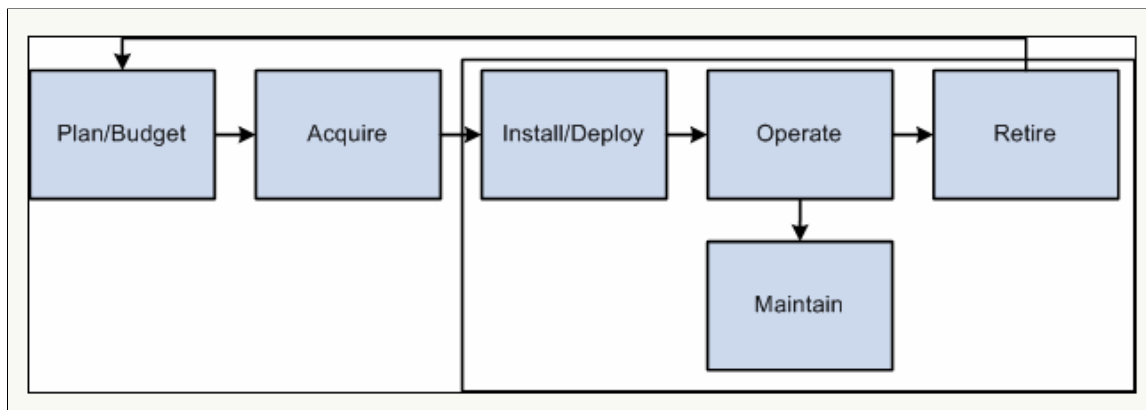 Plan/Budget
Acquire
Install/Deploy
Operate
Retire
Maintain